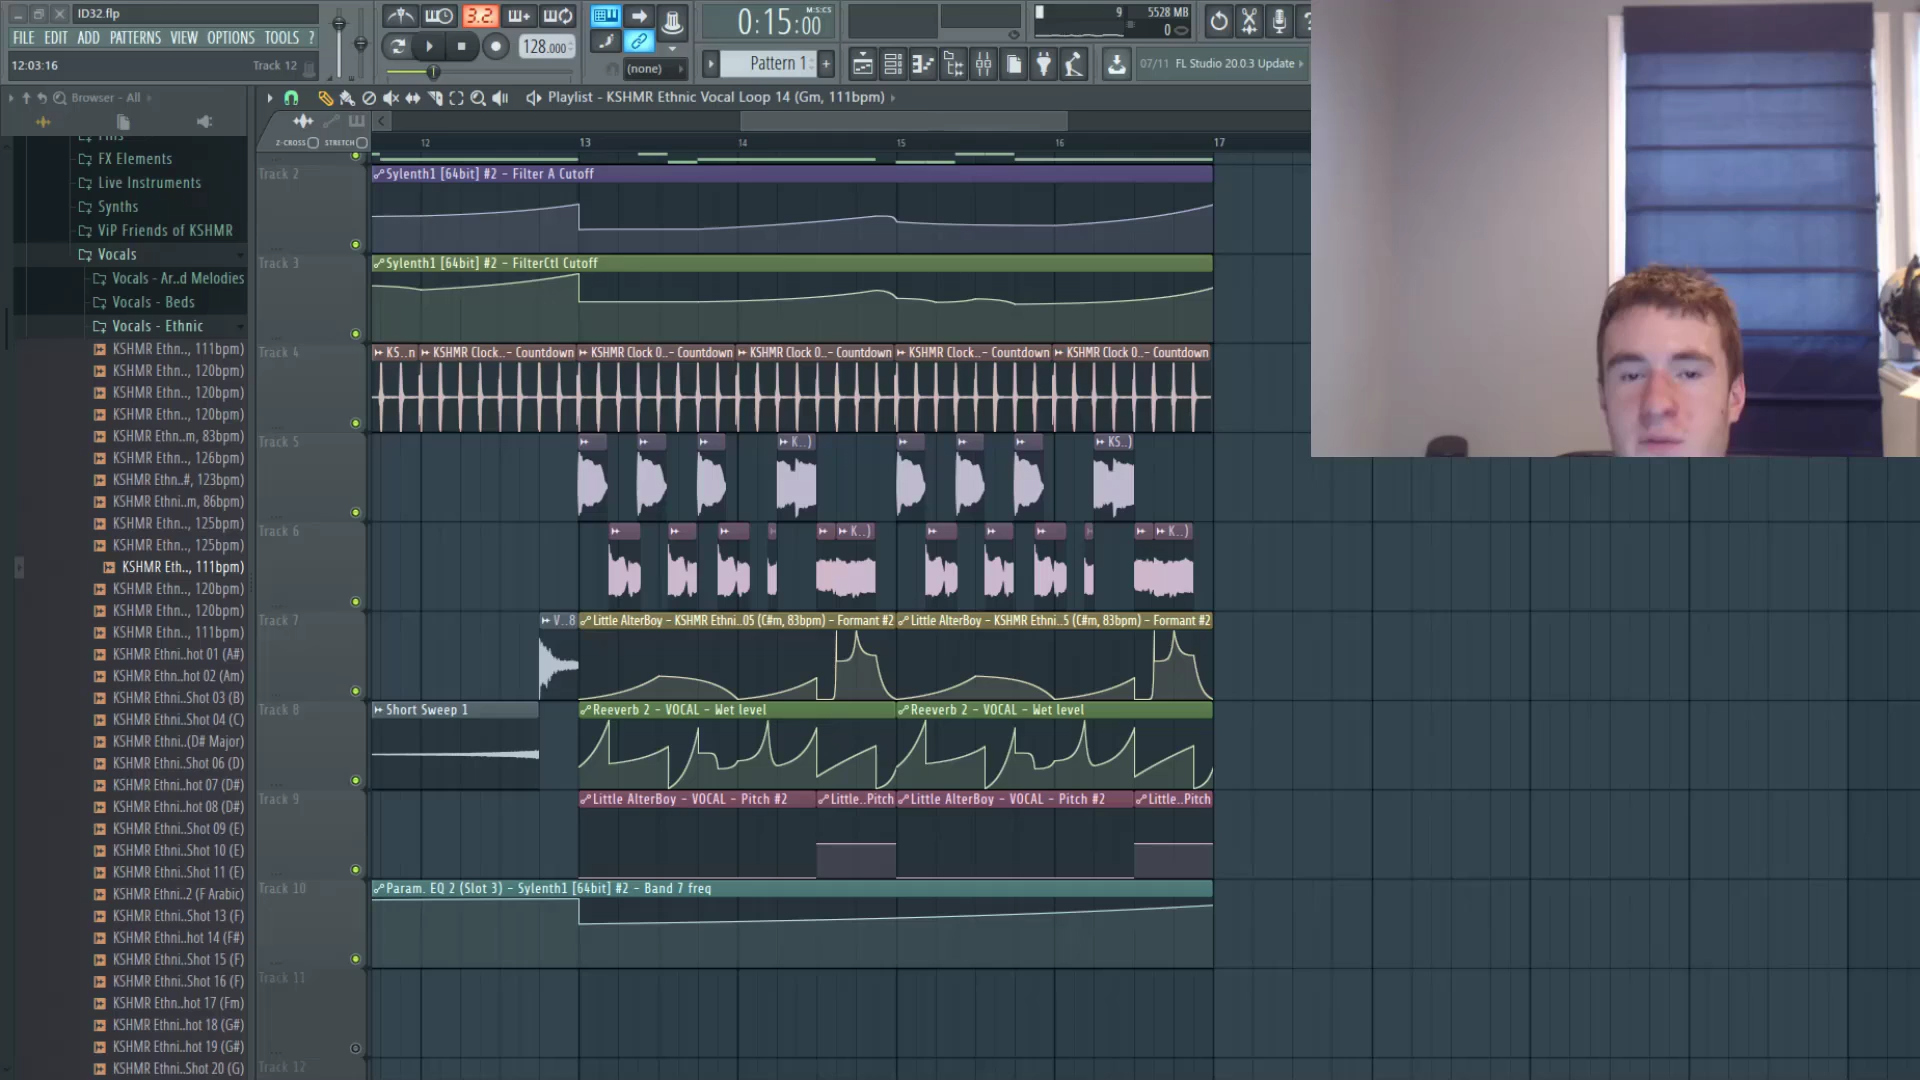 ID32.flp
FILE EDIT ADD PATTERNS VIEW OPTIONS TOOLS ?
12:03:16
Track 12
3.2.
128.000
(none)
0:15:00
M:S:CS
Pattern 1
9
5528 MB
0
07/11 FL Studio 20.0.3 Update
Browser - All
Playlist - KSHMR Ethnic Vocal Loop 14 (Gm, 111bpm)
Z-CROSS STRETCH
12 13 14 15 16 17
FX Elements
Live Instruments
Synths
ViP Friends of KSHMR
Vocals
Vocals - Ar..d Melodies
Vocals - Beds
Vocals - Ethnic
KSHMR Ethn.., 111bpm)
KSHMR Ethn.., 120bpm)
KSHMR Ethn.., 120bpm)
KSHMR Ethn.., 120bpm)
KSHMR Ethn..m, 83bpm)
KSHMR Ethn.., 126bpm)
KSHMR Ethn..#, 123bpm)
KSHMR Ethni..m, 86bpm)
KSHMR Ethn.., 125bpm)
KSHMR Ethn.., 125bpm)
KSHMR Eth.., 111bpm)
KSHMR Ethn.., 120bpm)
KSHMR Ethn.., 120bpm)
KSHMR Ethn.., 111bpm)
KSHMR Ethni..hot 01 (A#)
KSHMR Ethn..hot 02 (Am)
KSHMR Ethni..Shot 03 (B)
KSHMR Ethni..Shot 04 (C)
KSHMR Ethni..(D# Major)
KSHMR Ethni..Shot 06 (D)
KSHMR Ethni..hot 07 (D#)
KSHMR Ethni..hot 08 (D#)
KSHMR Ethni..Shot 09 (E)
KSHMR Ethni..Shot 10 (E)
KSHMR Ethni..Shot 11 (E)
KSHMR Ethni..2 (F Arabic)
KSHMR Ethni..Shot 13 (F)
KSHMR Ethni..hot 14 (F#)
KSHMR Ethni..Shot 15 (F)
KSHMR Ethni..Shot 16 (F)
KSHMR Ethn..hot 17 (Fm)
KSHMR Ethni..hot 18 (G#)
KSHMR Ethni..hot 19 (G#)
KSHMR Ethni..Shot 20 (G)
Track 2
Sylenth1 [64bit] #2 - Filter A Cutoff
Track 3
Sylenth1 [64bit] #2 - FilterCtl Cutoff
Track 4
KS..n KSHMR Clock..- Countdown KSHMR Clock O..- Countdown KSHMR Clock O..- Countdown KSHMR Clock..- Countdown KSHMR Clock O..- Countdown
Track 5
K..) KS..)
Track 6
K..) K..)
Track 7
V..8 Little AlterBoy - KSHMR Ethni..05 (C#m, 83bpm) - Formant #2 Little AlterBoy - KSHMR Ethni..5 (C#m, 83bpm) - Formant #2
Track 8
Short Sweep 1 Reeverb 2 - VOCAL - Wet level Reeverb 2 - VOCAL - Wet level
Track 9
Little AlterBoy - VOCAL - Pitch #2 Little..Pitch Little AlterBoy - VOCAL - Pitch #2 Little..Pitch
Track 10
Param. EQ 2 (Slot 3) - Sylenth1 [64bit] #2 - Band 7 freq
Track 11
Track 12